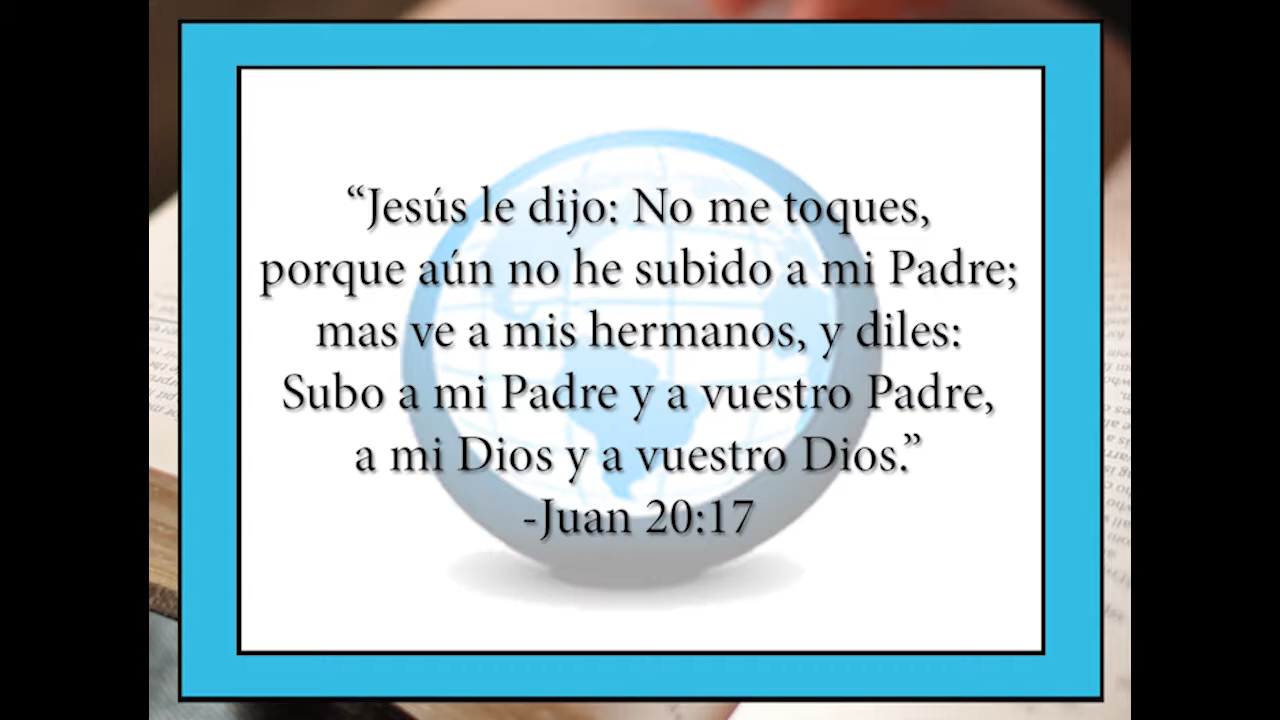 “Jesús le dijo: No me toques,
porque aún no he subido a mi Padre;
mas ve a mis hermanos, y diles:
Subo a mi Padre y a vuestro Padre,
a mi Dios y a vuestro Dios.”
-Juan 20:17